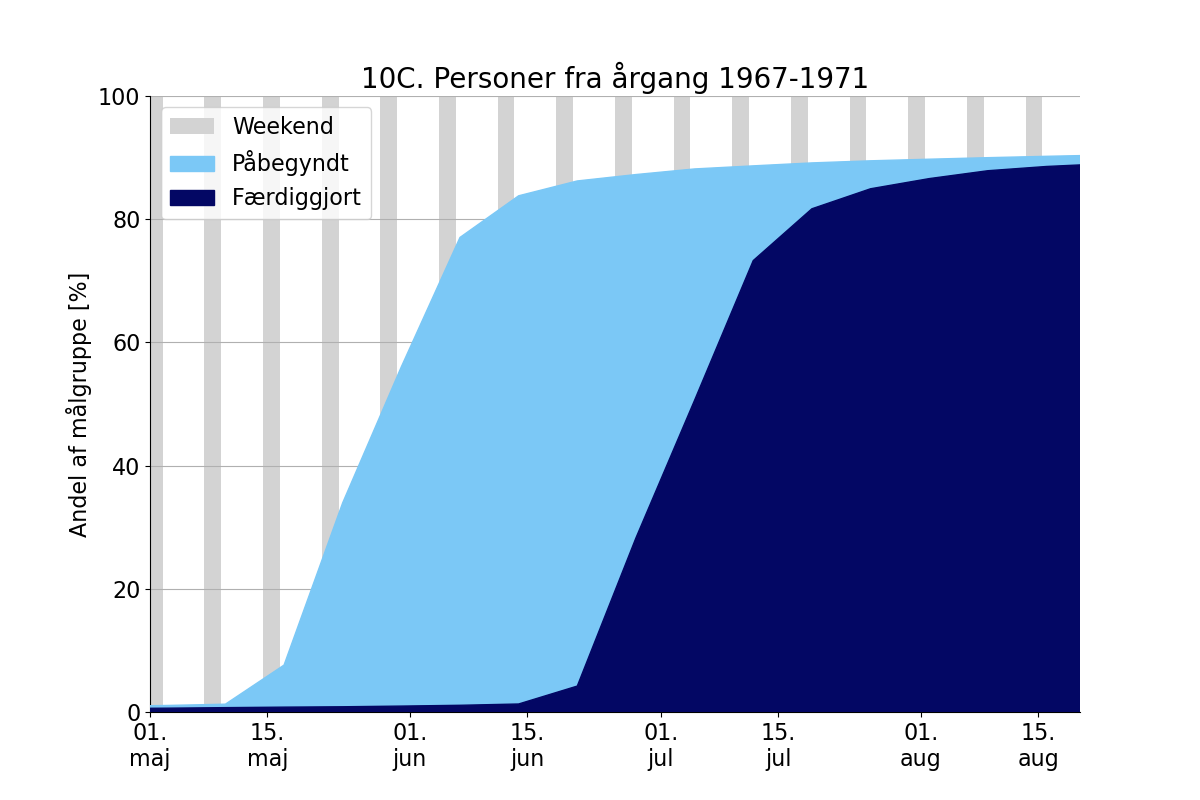 10C. Personer fra årgang 1967-1971
100
80
60
40
20
0
Andel af målgruppe [%]
Weekend
Påbegyndt
Færdiggjort
01. 15. 01. 15. 01. 15. 01. 15.
maj maj jun jun jul jul aug aug